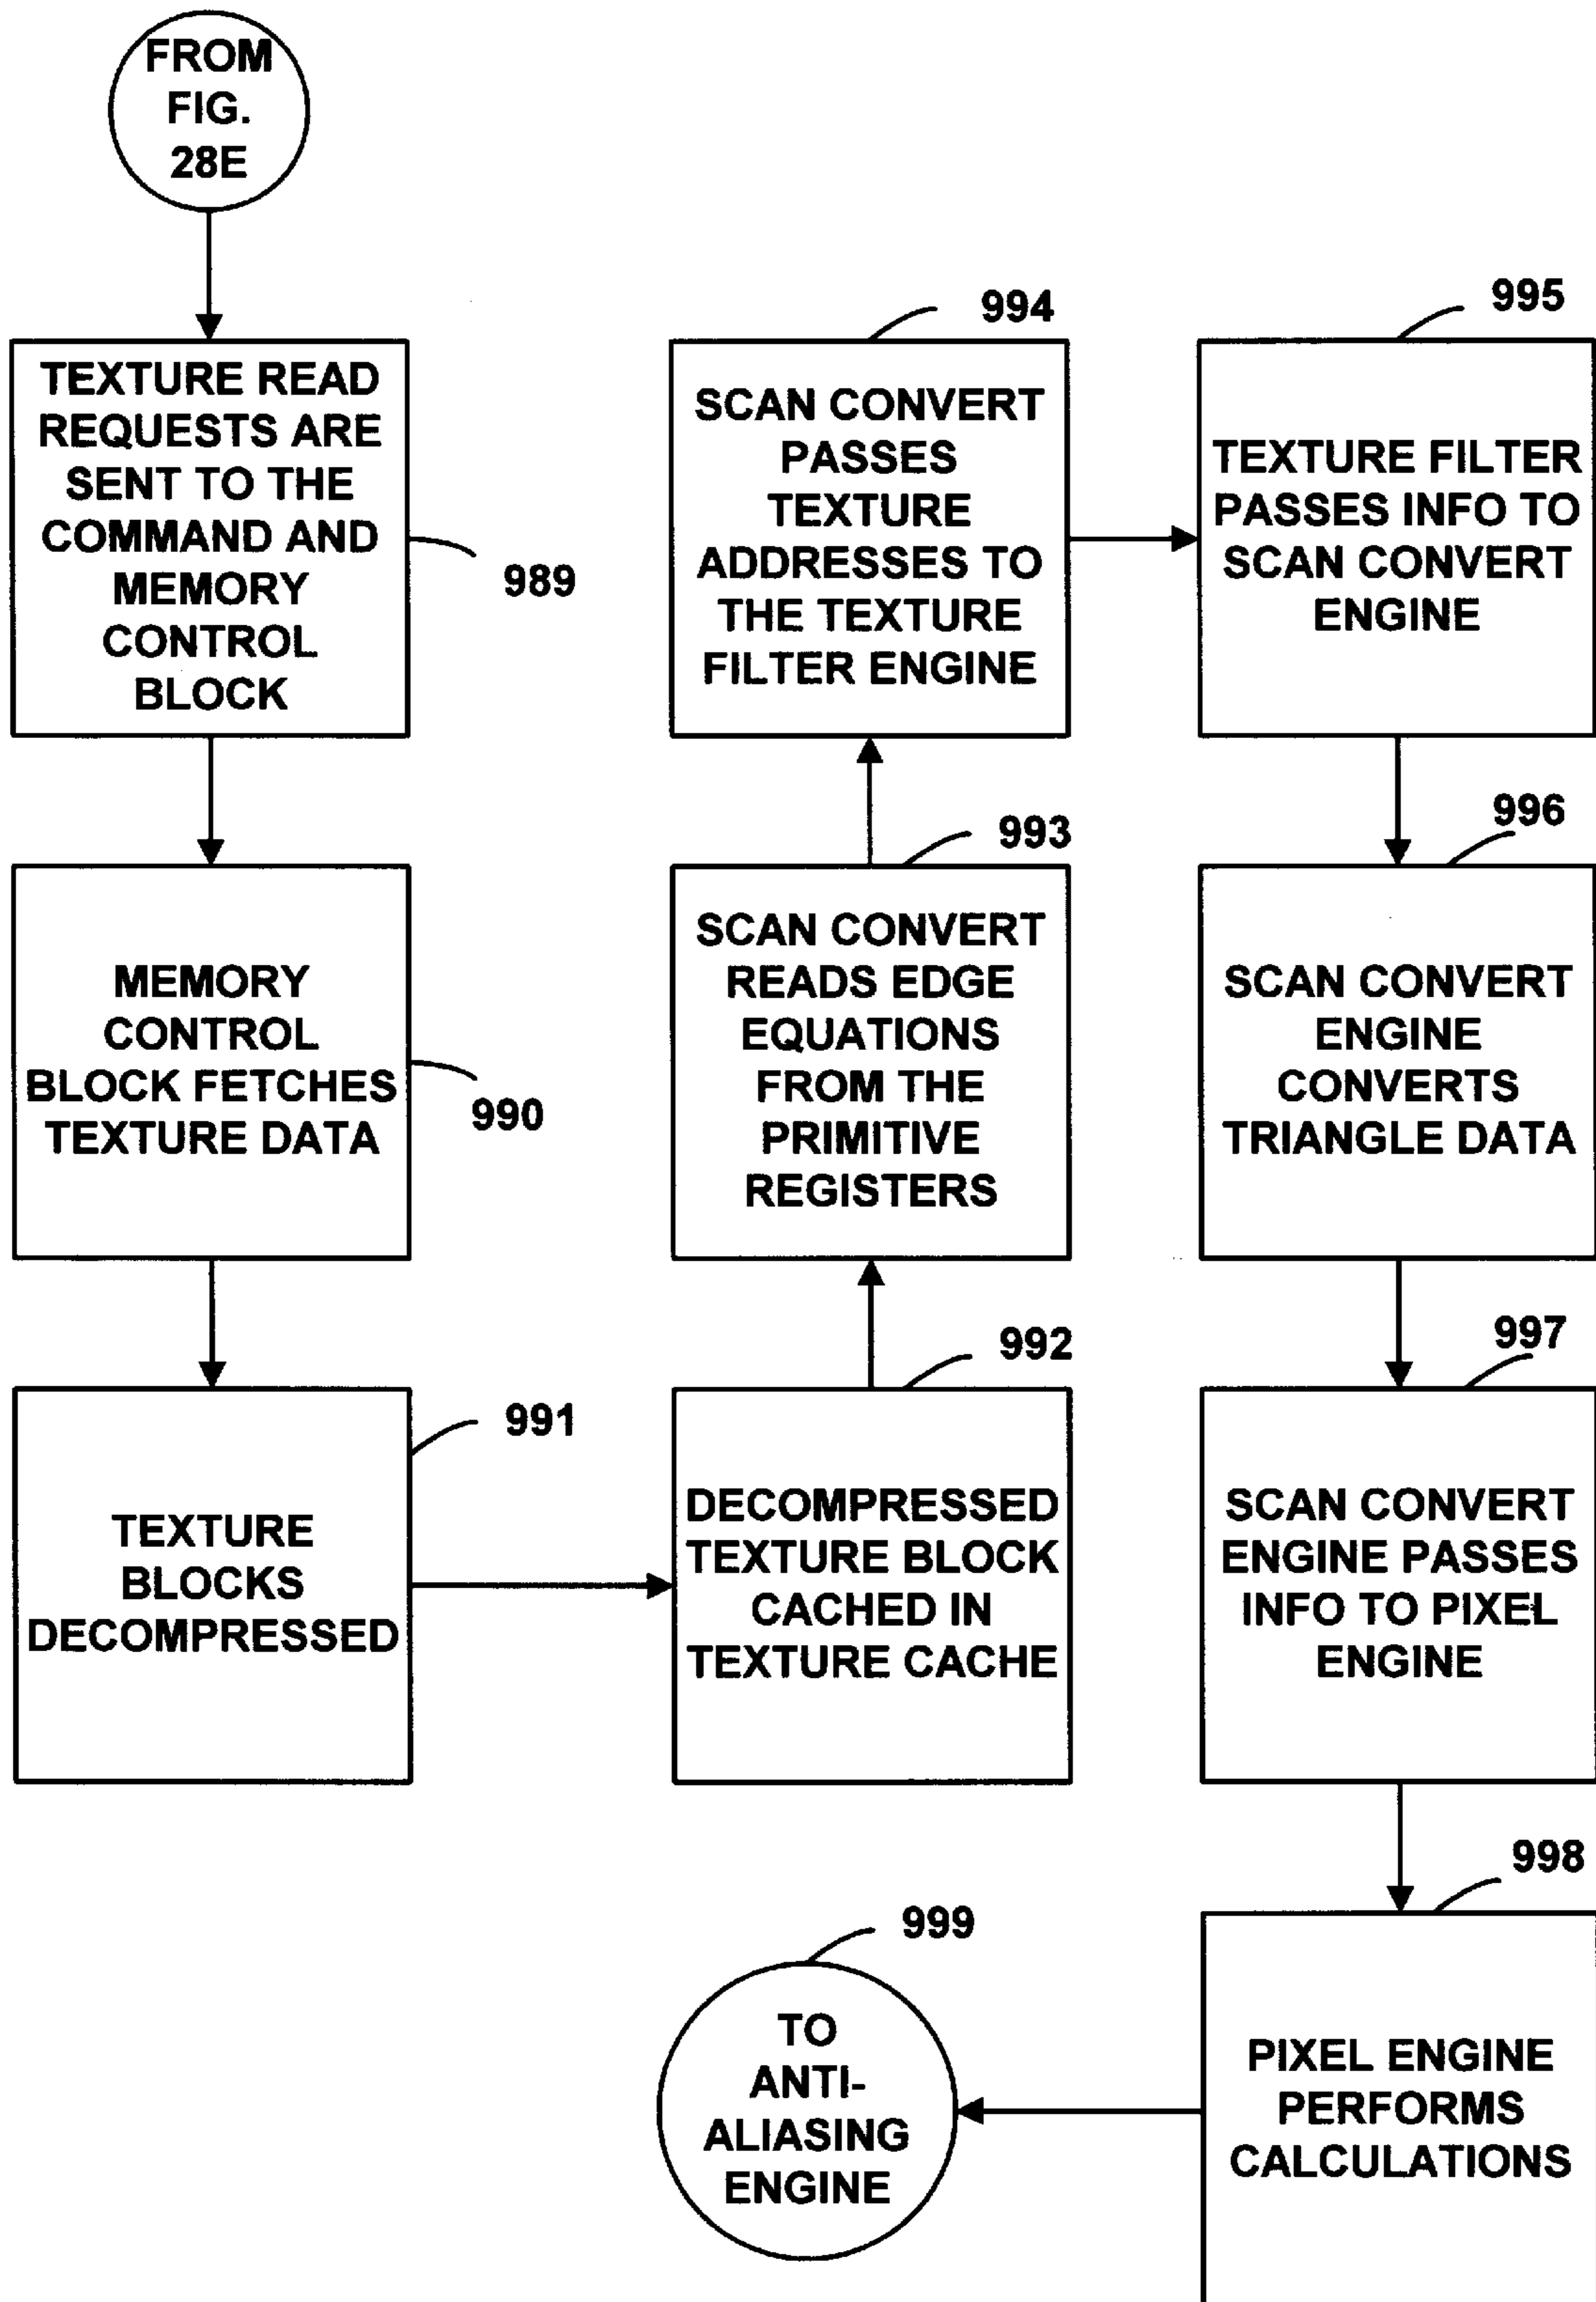 FROM
FIG.
28E
TEXTURE READ
REQUESTS ARE
SENT TO THE
COMMAND AND
MEMORY
CONTROL
BLOCK
989
MEMORY
CONTROL
BLOCK FETCHES
TEXTURE DATA
990
TEXTURE
BLOCKS
DECOMPRESSED
991
DECOMPRESSED
TEXTURE BLOCK
CACHED IN
TEXTURE CACHE
992
SCAN CONVERT
READS EDGE
EQUATIONS
FROM THE
PRIMITIVE
REGISTERS
993
SCAN CONVERT
PASSES
TEXTURE
ADDRESSES TO
THE TEXTURE
FILTER ENGINE
994
TEXTURE FILTER
PASSES INFO TO
SCAN CONVERT
ENGINE
995
SCAN CONVERT
ENGINE
CONVERTS
TRIANGLE DATA
996
SCAN CONVERT
ENGINE PASSES
INFO TO PIXEL
ENGINE
997
PIXEL ENGINE
PERFORMS
CALCULATIONS
998
TO
ANTI-
ALIASING
ENGINE
999